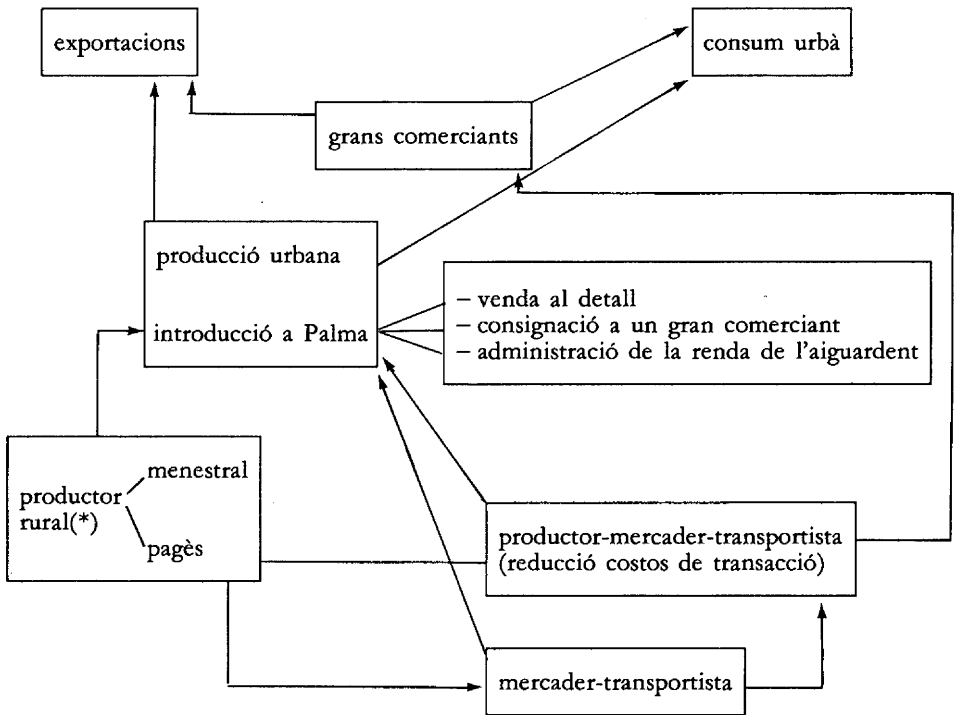 exportacions
consum urbà
grans comerciants
producció urbana
introducció a Palma
– venda al detall
– consignació a un gran comerciant
– administració de la renda de l'aiguardent
menestral
productor
rural(*)
pagès
productor-mercader-transportista
(reducció costos de transacció)
mercader-transportista